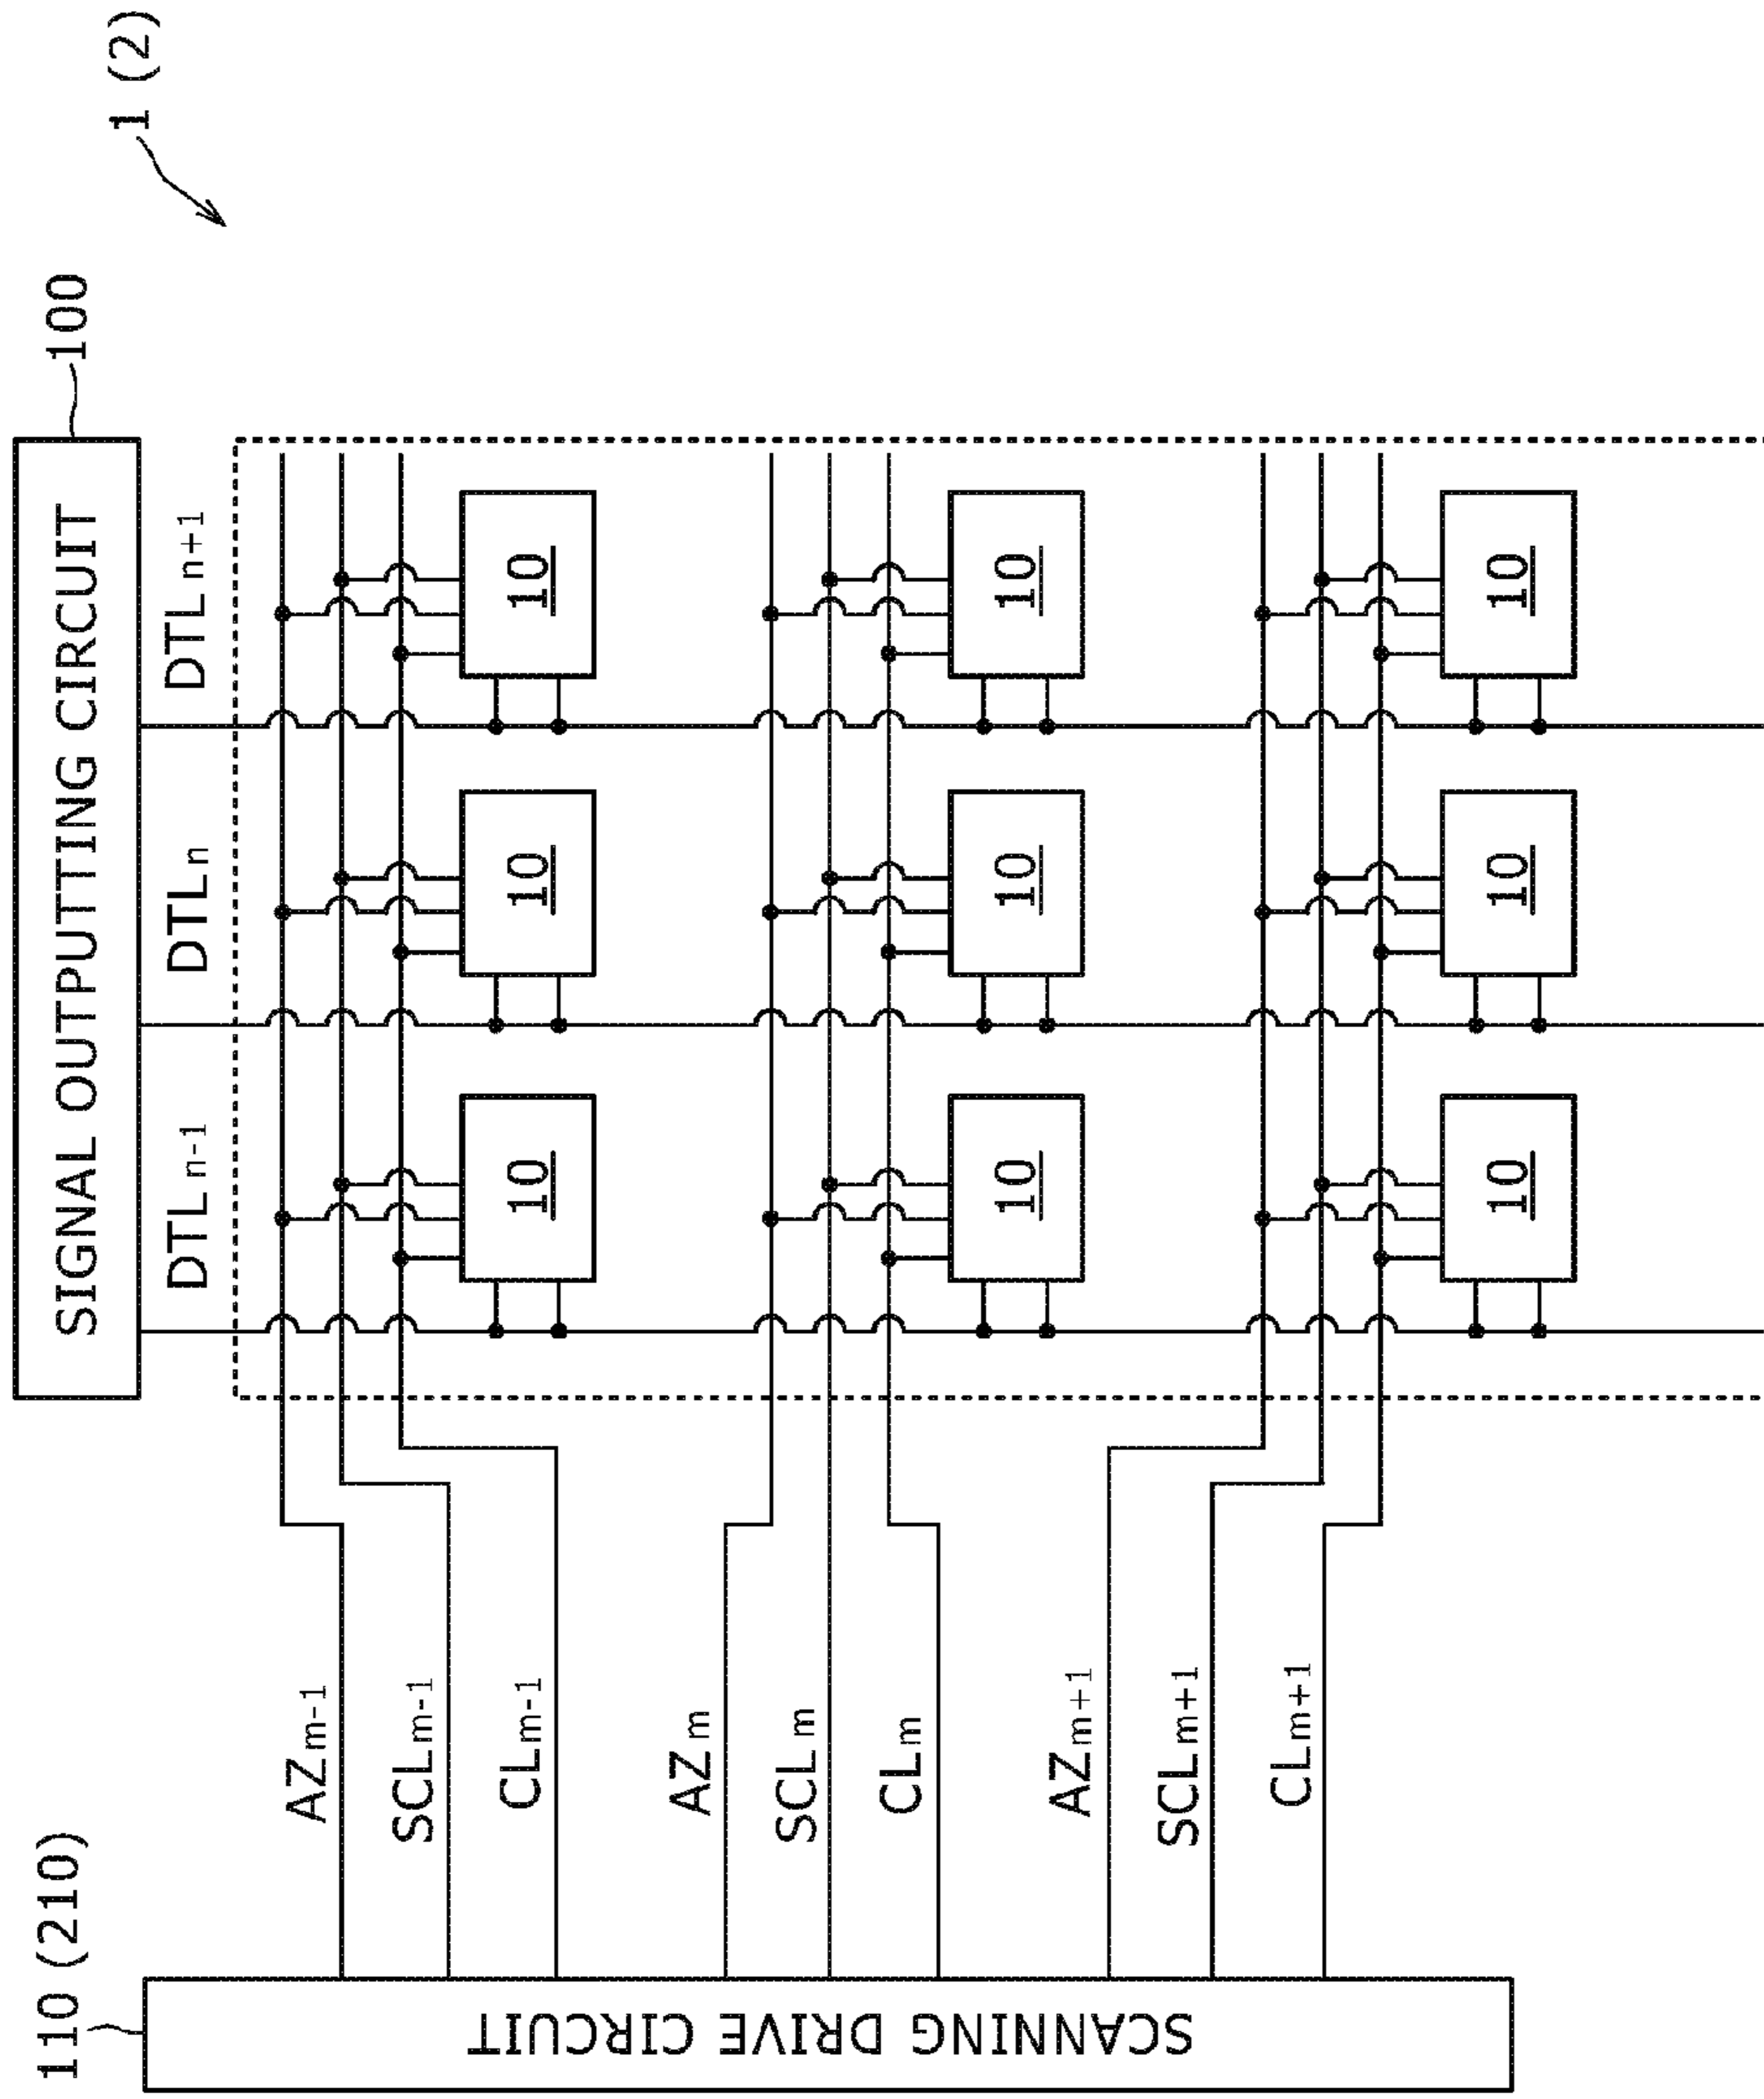 1 (2)
100
SIGNAL OUTPUTTING CIRCUIT
110 (210)
SCANNING DRIVE CIRCUIT
DTLn-1
DTLn
DTLn+1
AZm-1
SCLm-1
CLm-1
10
10
10
AZm
SCLm
CLm
10
10
10
AZm+1
SCLm+1
CLm+1
10
10
10